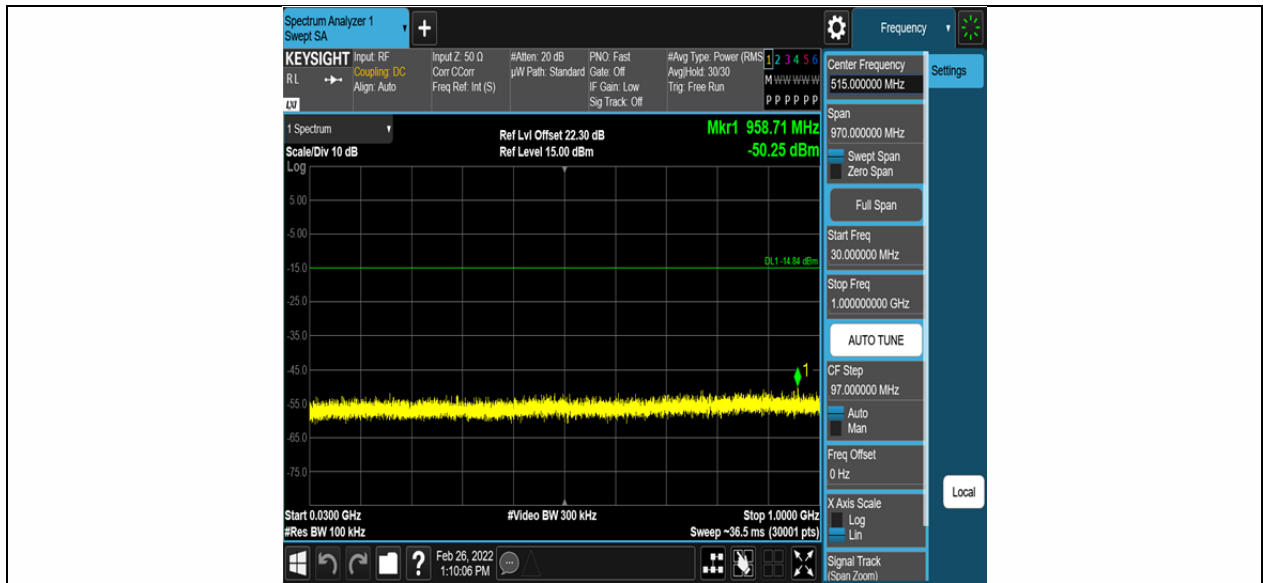 Spectrum Analyzer 1
Swept SA
+
Frequency
KEYSIGHT
RL
LXI
Input: RF
Coupling: DC
Align: Auto
Input Z: 50 Ω
Corr CCorr
Freq Ref: Int (S)
#Atten: 20 dB
µW Path: Standard
PNO: Fast
Gate: Off
IF Gain: Low
Sig Track: Off
#Avg Type: Power (RMS
Avg|Hold: 30/30
Trig: Free Run
1 2 3 4 5 6
M W W W W W
P P P P P P
1 Spectrum
Scale/Div 10 dB
Log
Ref Lvl Offset 22.30 dB
Ref Level 15.00 dBm
Mkr1 958.71 MHz
-50.25 dBm
5.00
-5.00
-15.0
-25.0
-35.0
-45.0
-55.0
-65.0
-75.0
DL1 -14.84 dBm
1
Start 0.0300 GHz
#Res BW 100 kHz
#Video BW 300 kHz
Stop 1.0000 GHz
Sweep ~36.5 ms (30001 pts)
?
Feb 26, 2022
1:10:06 PM
Center Frequency
515.000000 MHz
Settings
Span
970.000000 MHz
Swept Span
Zero Span
Full Span
Start Freq
30.000000 MHz
Stop Freq
1.000000000 GHz
AUTO TUNE
CF Step
97.000000 MHz
Auto
Man
Freq Offset
0 Hz
Local
X Axis Scale
Log
Lin
Signal Track
(Span Zoom)